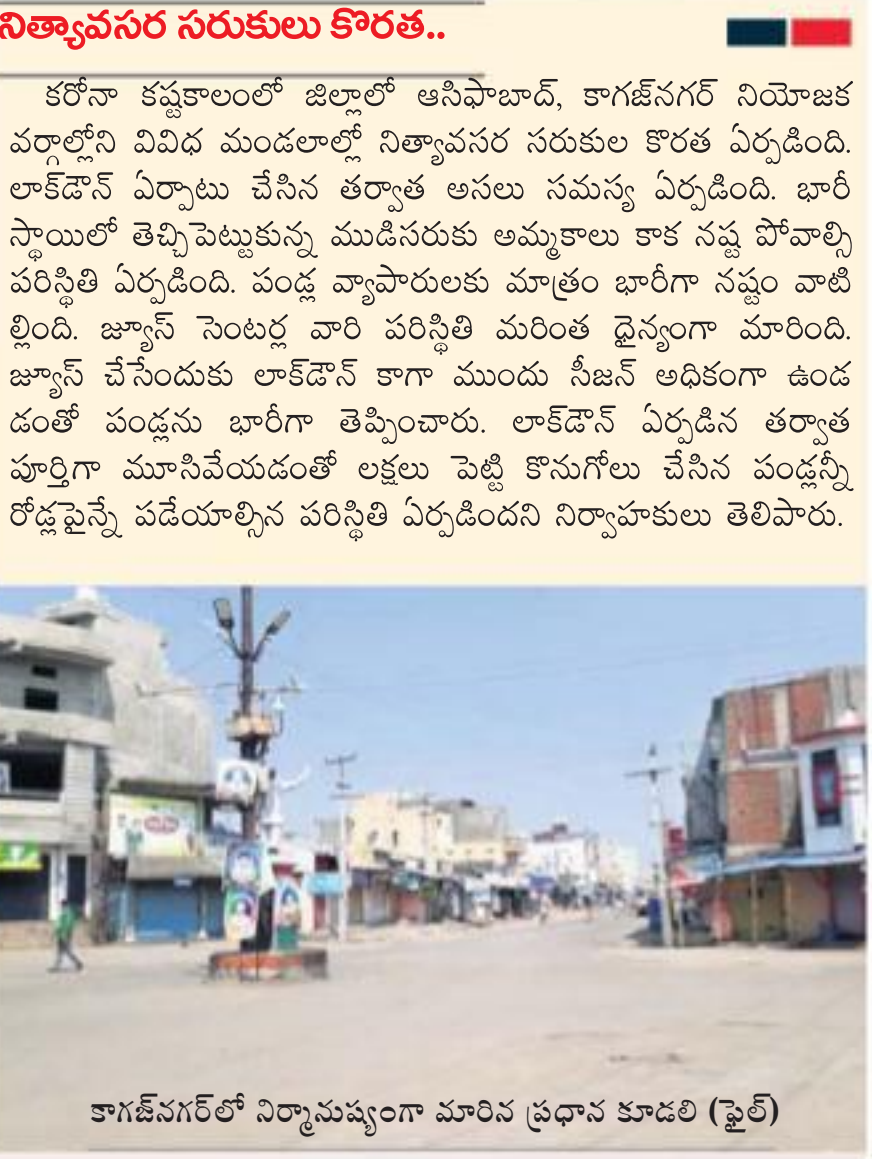 నిత్యావసర సరుకులు కొరత..
కరోనా కష్టకాలంలో జిల్లాలో ఆసిఫాబాద్, కాగజ్‌నగర్ నియోజక
వర్గాల్లోని వివిధ మండలాల్లో నిత్యావసర సరుకుల కొరత ఏర్పడింది.
లాక్‌డౌన్ ఏర్పాటు చేసిన తర్వాత అసలు సమస్య ఏర్పడింది. భారీ
స్థాయిలో తెచ్చిపెట్టుకున్న ముడిసరుకు అమ్మకాలు కాక నష్ట పోవాల్సి
పరిస్థితి ఏర్పడింది. పండ్ల వ్యాపారులకు మాత్రం భారీగా నష్టం వాటి
ల్లింది. జ్యూస్ సెంటర్ల వారి పరిస్థితి మరింత ధైన్యంగా మారింది.
జ్యూస్ చేసేందుకు లాక్‌డౌన్ కాగా ముందు సీజన్ అధికంగా ఉండ
డంతో పండ్లను భారీగా తెప్పించారు. లాక్‌డౌన్ ఏర్పడిన తర్వాత
పూర్తిగా మూసివేయడంతో లక్షలు పెట్టి కొనుగోలు చేసిన పండ్లన్నీ
రోడ్లపైన్నే పడేయాల్సిన పరిస్థితి ఏర్పడిందని నిర్వాహకులు తెలిపారు.
కాగజ్‌నగర్‌లో నిర్మానుష్యంగా మారిన ప్రధాన కూడలి (ఫైల్)